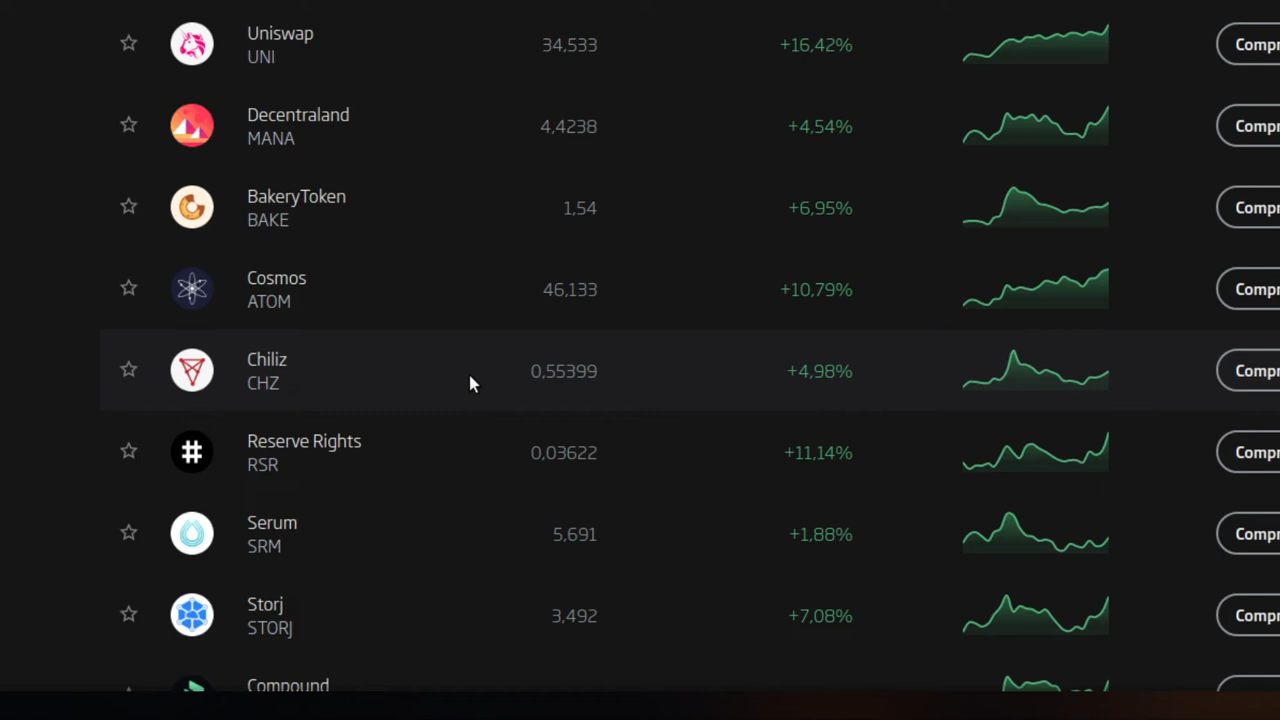 Uniswap
UNI
34,533
+16,42%
Compr
Decentraland
MANA
4,4238
+4,54%
Compr
BakeryToken
BAKE
1,54
+6,95%
Compr
Cosmos
ATOM
46,133
+10,79%
Compr
Chiliz
CHZ
0,55399
+4,98%
Compr
Reserve Rights
RSR
0,03622
+11,14%
Compr
Serum
SRM
5,691
+1,88%
Compr
Storj
STORJ
3,492
+7,08%
Compr
Compound